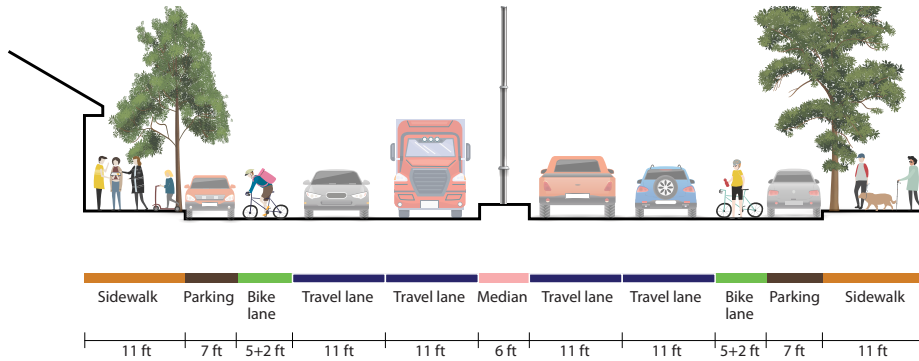 Sidewalk Parking Bike lane Travel lane Travel lane Median Travel lane Travel lane Bike lane Parking Sidewalk
11 ft 7 ft 5+2 ft 11 ft 11 ft 6 ft 11 ft 11 ft 5+2 ft 7 ft 11 ft